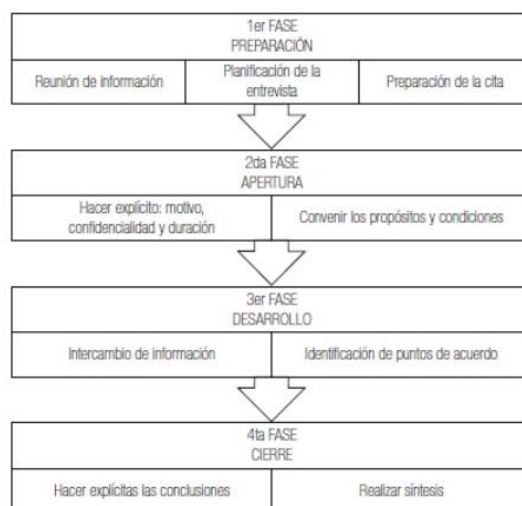 1er FASE
PREPARACIÓN
Reunión de información
Planificación de la
entrevista
Preparación de la cita
2da FASE
APERTURA
Hacer explícito: motivo,
confidencialidad y duración
Convenir los propósitos y condiciones
3er FASE
DESARROLLO
Intercambio de información
Identificación de puntos de acuerdo
4ta FASE
CIERRE
Hacer explícitas las conclusiones
Realizar síntesis